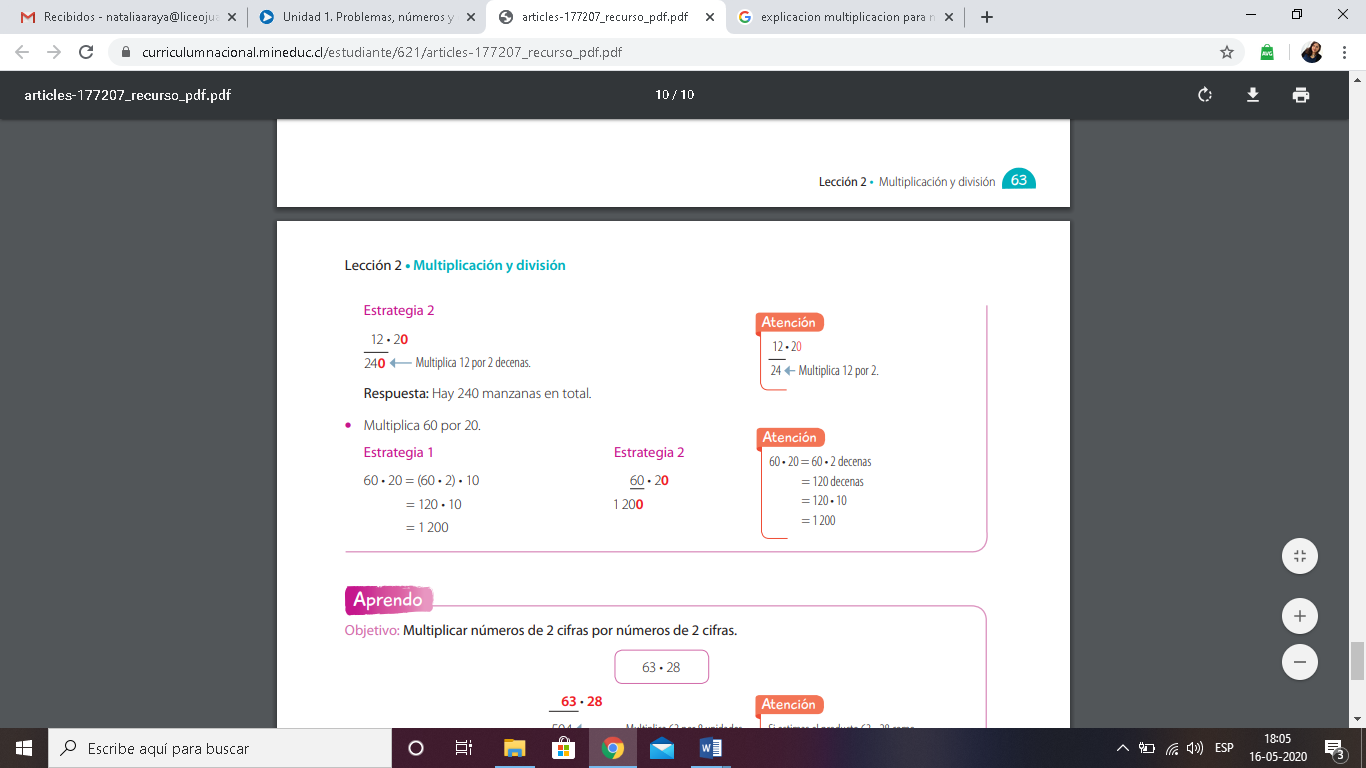 Recibidos - nataliaaraya@liceojua
Unidad 1. Problemas, números y
articles-177207_recurso_pdf.pdf
explicacion multiplicacion para n
curriculumnacional.mineduc.cl/estudiante/621/articles-177207_recurso_pdf.pdf
AVG
articles-177207_recurso_pdf.pdf
10 / 10
Lección 2 • Multiplicación y división 63
Lección 2 • Multiplicación y división
Estrategia 2
12 • 20
240 ← Multiplica 12 por 2 decenas.
Respuesta: Hay 240 manzanas en total.
Atención
12 • 20
24 ← Multiplica 12 por 2.
• Multiplica 60 por 20.
Estrategia 1
60 • 20 = (60 • 2) • 10
= 120 • 10
= 1 200
Estrategia 2
60 • 20
1 200
Atención
60 • 20 = 60 • 2 decenas
= 120 decenas
= 120 • 10
= 1 200
Aprendo
Objetivo: Multiplicar números de 2 cifras por números de 2 cifras.
63 • 28
63 • 28
Atención
Escribe aquí para buscar
ESP
18:05
16-05-2020
3